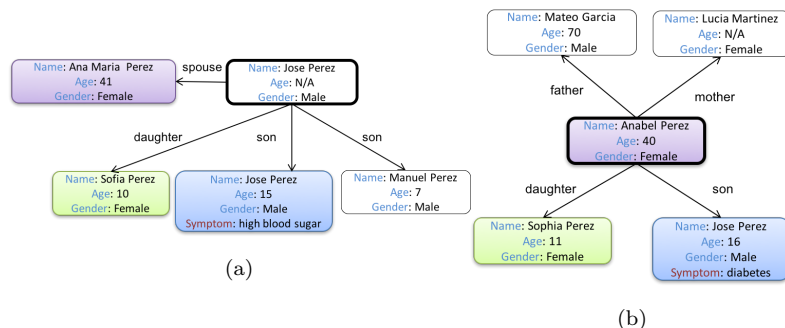 Name: Ana Maria Perez
Age: 41
Gender: Female
spouse
Name: Jose Perez
Age: N/A
Gender: Male
daughter
son
son
Name: Sofia Perez
Age: 10
Gender: Female
Name: Jose Perez
Age: 15
Gender: Male
Symptom: high blood sugar
Name: Manuel Perez
Age: 7
Gender: Male
(a)
Name: Mateo Garcia
Age: 70
Gender: Male
Name: Lucia Martinez
Age: N/A
Gender: Female
father
mother
Name: Anabel Perez
Age: 40
Gender: Female
daughter
son
Name: Sophia Perez
Age: 11
Gender: Female
Name: Jose Perez
Age: 16
Gender: Male
Symptom: diabetes
(b)